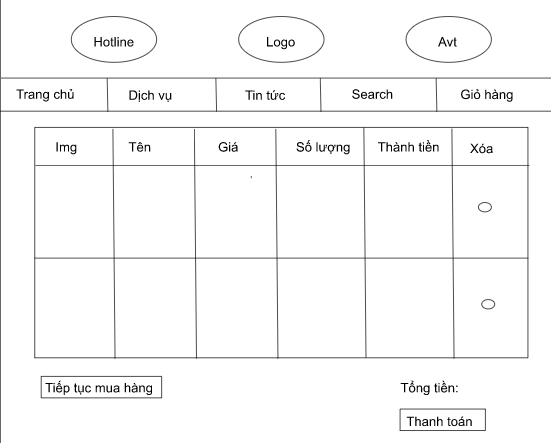 Hotline
Logo
Avt
Trang chủ
Dịch vụ
Tin tức
Search
Giỏ hàng
Img
Tên
Giá
Số lượng
Thành tiền
Xóa
Tiếp tục mua hàng
Tổng tiền:
Thanh toán